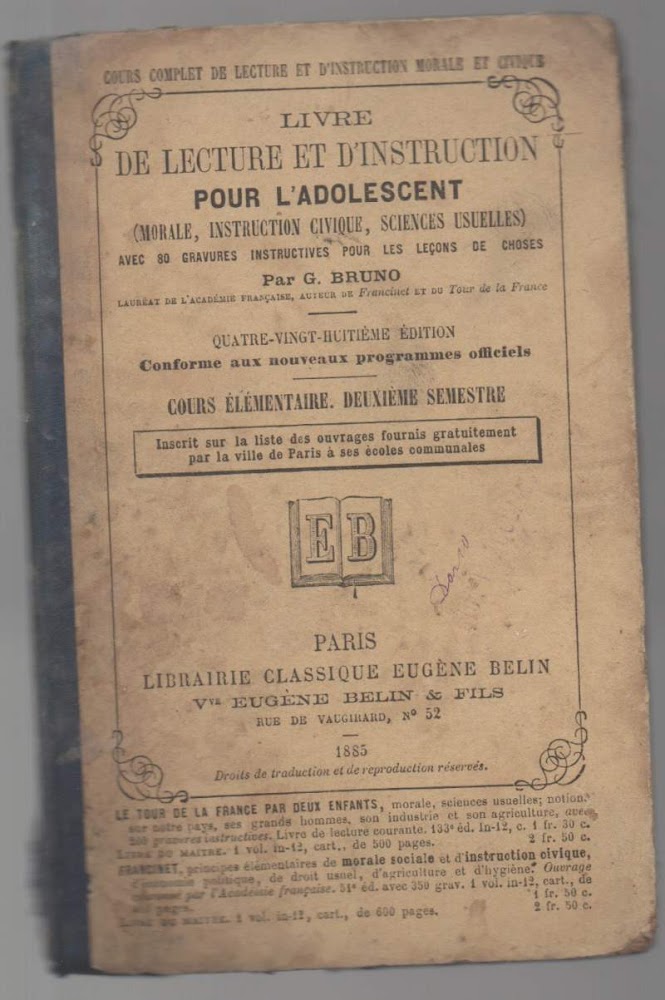 COURS COMPLET DE LECTURE ET D'INSTRUCTION MORALE ET CIVIQUE
LIVRE
DE LECTURE ET D'INSTRUCTION
POUR L'ADOLESCENT
(MORALE, INSTRUCTION CIVIQUE, SCIENCES USUELLES)
AVEC 80 GRAVURES INSTRUCTIVES POUR LES LEÇONS DE CHOSES
Par G. BRUNO
LAURÉAT DE L'ACADÉMIE FRANÇAISE, AUTEUR DE Francinet ET DU Tour de la France
QUATRE-VINGT-HUITIÈME ÉDITION
Conforme aux nouveaux programmes officiels
COURS ÉLÉMENTAIRE. DEUXIÈME SEMESTRE
Inscrit sur la liste des ouvrages fournis gratuitement
par la ville de Paris à ses écoles communales
EB
PARIS
LIBRAIRIE CLASSIQUE EUGÈNE BELIN
Vve EUGÈNE BELIN & FILS
RUE DE VAUGIRARD, No 52
1885
Droits de traduction et de reproduction réservés.
LE TOUR DE LA FRANCE PAR DEUX ENFANTS, morale, sciences usuelles; notions
sur notre pays, ses grands hommes, son industrie et son agriculture, avec
200 gravures instructives. Livre de lecture courante. 133e éd. In-12, c. 1 fr. 30 c.
LIVRE DU MAITRE. 1 vol. in-12, cart., de 500 pages. 2 fr. 50 c.
FRANCINET, principes élémentaires de morale sociale et d'instruction civique,
d'économie politique, de droit usuel, d'agriculture et d'hygiène. Ouvrage
couronné par l'Académie française. 51e éd. avec 350 grav. 1 vol. in-12, cart., de
pages. 1 fr. 50 c.
LIVRE DU MAITRE. 1 vol. in-12, cart., de 600 pages. 2 fr. 50 c.